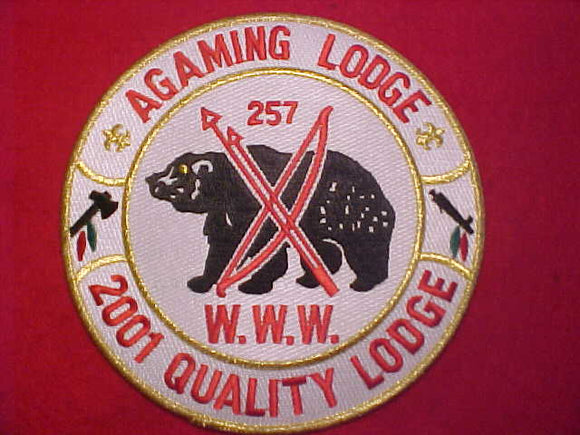 AGAMING LODGE
257
W.W.W.
2001 QUALITY LODGE